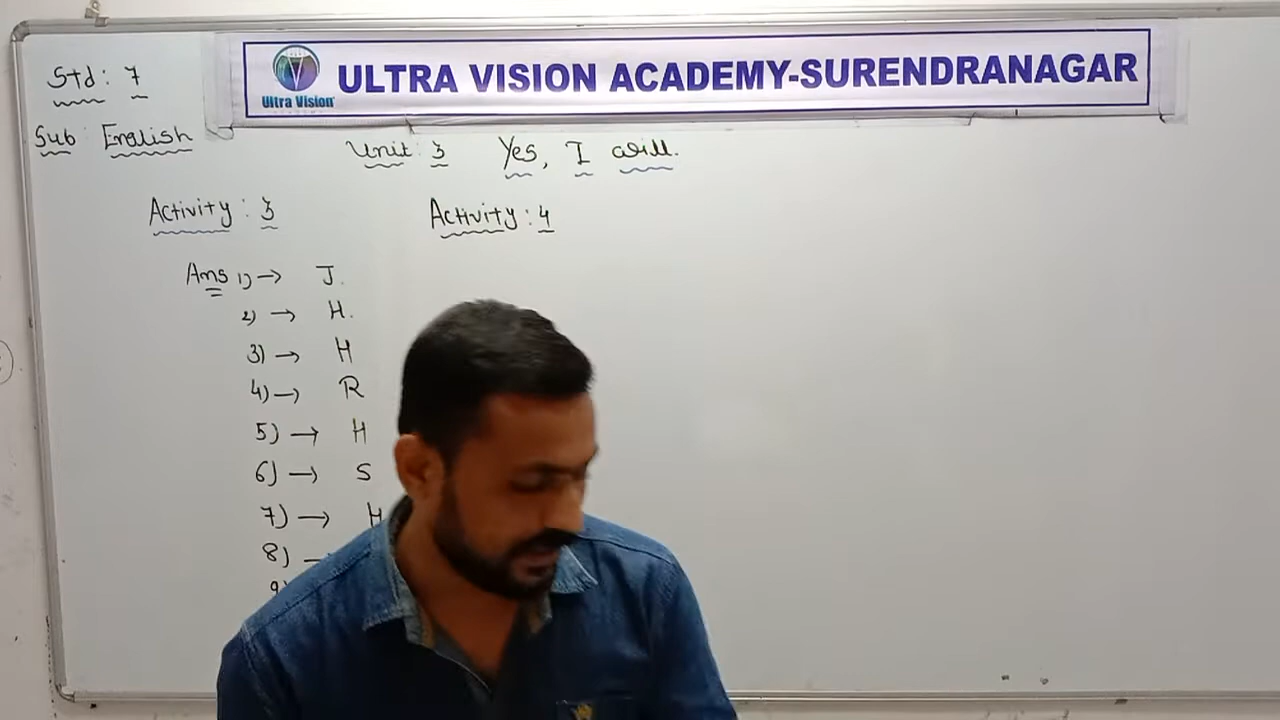 ULTRA VISION ACADEMY-SURENDRANAGAR
Ultra Vision
Std: 7
Sub: English
Unit: 3 Yes, I will.
Activity: 3
Activity: 4
Ans 1) → J.
2) → H.
3) → H
4) → R
5) → H
6) → S
7) → H
8) →
9)